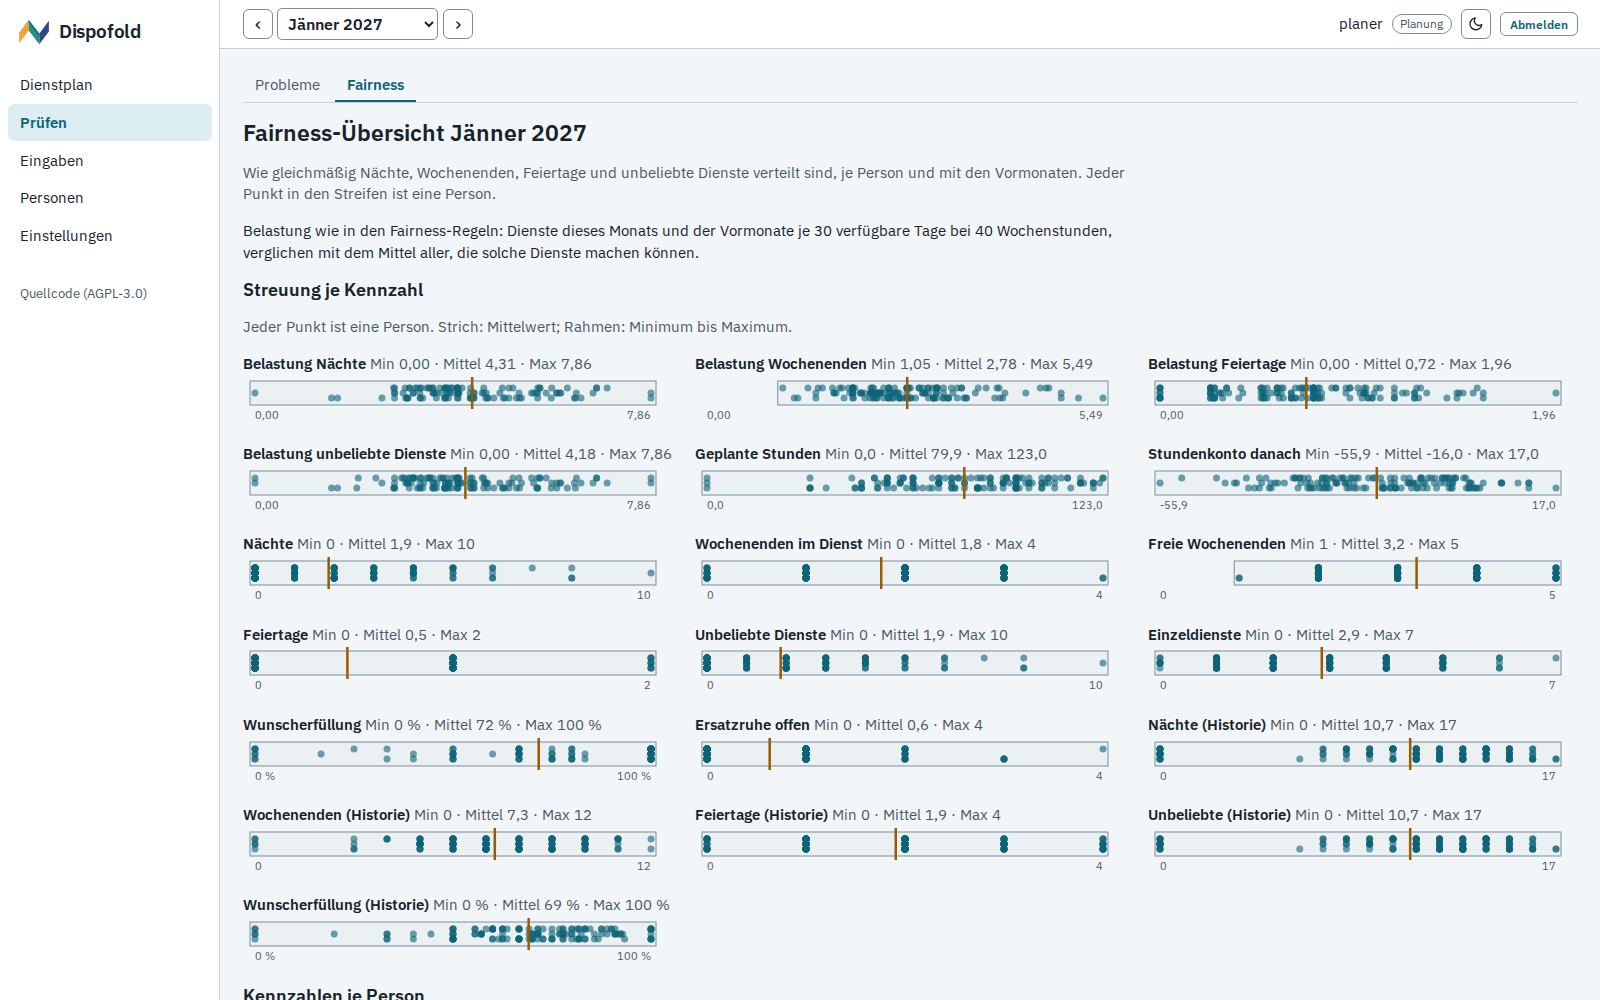 Dispofold
Dienstplan
Prüfen
Eingaben
Personen
Einstellungen
Quellcode (AGPL-3.0)
‹ Jänner 2027 ›
planer Planung Abmelden
Probleme Fairness
Fairness-Übersicht Jänner 2027
Wie gleichmäßig Nächte, Wochenenden, Feiertage und unbeliebte Dienste verteilt sind, je Person und mit den Vormonaten. Jeder
Punkt in den Streifen ist eine Person.
Belastung wie in den Fairness-Regeln: Dienste dieses Monats und der Vormonate je 30 verfügbare Tage bei 40 Wochenstunden,
verglichen mit dem Mittel aller, die solche Dienste machen können.
Streuung je Kennzahl
Jeder Punkt ist eine Person. Strich: Mittelwert; Rahmen: Minimum bis Maximum.
Belastung Nächte Min 0,00 · Mittel 4,31 · Max 7,86
0,00 7,86
Belastung Wochenenden Min 1,05 · Mittel 2,78 · Max 5,49
0,00 5,49
Belastung Feiertage Min 0,00 · Mittel 0,72 · Max 1,96
0,00 1,96
Belastung unbeliebte Dienste Min 0,00 · Mittel 4,18 · Max 7,86
0,00 7,86
Geplante Stunden Min 0,0 · Mittel 79,9 · Max 123,0
0,0 123,0
Stundenkonto danach Min -55,9 · Mittel -16,0 · Max 17,0
-55,9 17,0
Nächte Min 0 · Mittel 1,9 · Max 10
0 10
Wochenenden im Dienst Min 0 · Mittel 1,8 · Max 4
0 4
Freie Wochenenden Min 1 · Mittel 3,2 · Max 5
0 5
Feiertage Min 0 · Mittel 0,5 · Max 2
0 2
Unbeliebte Dienste Min 0 · Mittel 1,9 · Max 10
0 10
Einzeldienste Min 0 · Mittel 2,9 · Max 7
0 7
Wunscherfüllung Min 0 % · Mittel 72 % · Max 100 %
0 % 100 %
Ersatzruhe offen Min 0 · Mittel 0,6 · Max 4
0 4
Nächte (Historie) Min 0 · Mittel 10,7 · Max 17
0 17
Wochenenden (Historie) Min 0 · Mittel 7,3 · Max 12
0 12
Feiertage (Historie) Min 0 · Mittel 1,9 · Max 4
0 4
Unbeliebte (Historie) Min 0 · Mittel 10,7 · Max 17
0 17
Wunscherfüllung (Historie) Min 0 % · Mittel 69 % · Max 100 %
0 % 100 %
Kennzahlen je Person